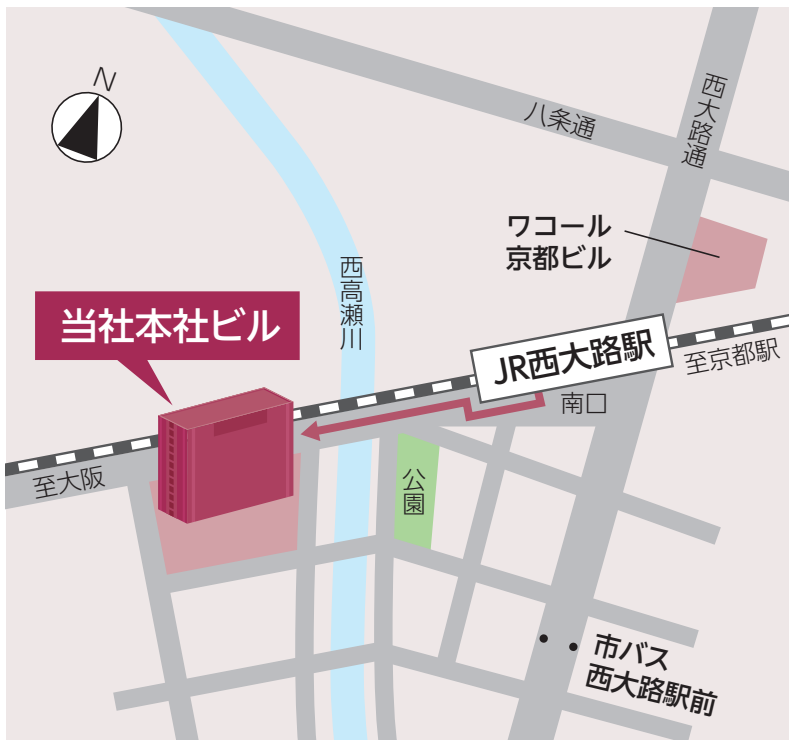 N
八条通
西大路通
ワコール
京都ビル
西高瀬川
当社本社ビル
JR西大路駅
至京都駅
南口
至大阪
公園
市バス
西大路駅前